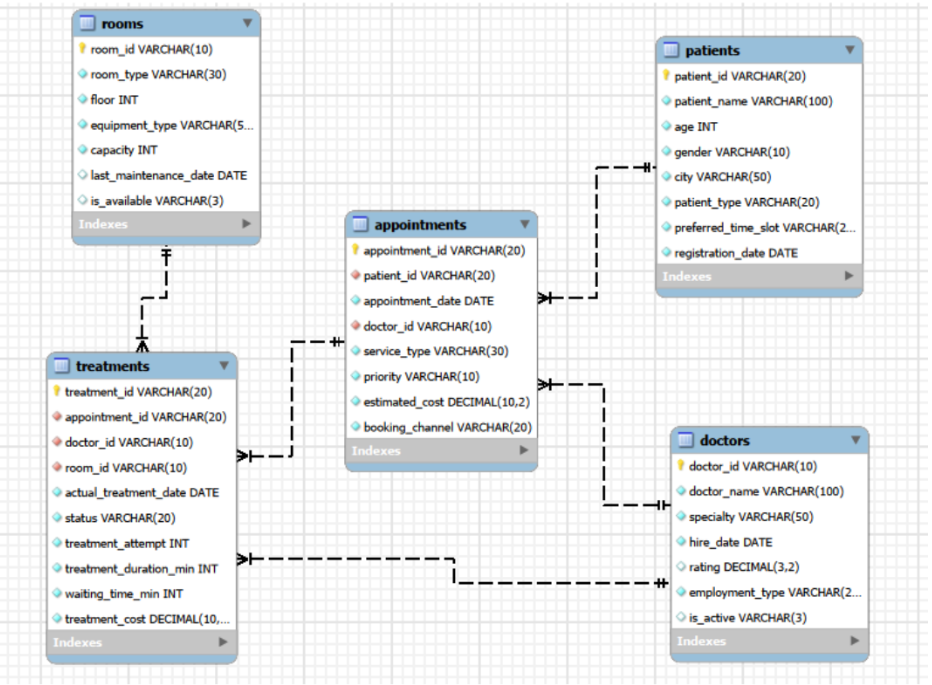 rooms
room_id VARCHAR(10)
room_type VARCHAR(30)
floor INT
equipment_type VARCHAR(5...
capacity INT
last_maintenance_date DATE
is_available VARCHAR(3)
Indexes
patients
patient_id VARCHAR(20)
patient_name VARCHAR(100)
age INT
gender VARCHAR(10)
city VARCHAR(50)
patient_type VARCHAR(20)
preferred_time_slot VARCHAR(2...
registration_date DATE
Indexes
appointments
appointment_id VARCHAR(20)
patient_id VARCHAR(20)
appointment_date DATE
doctor_id VARCHAR(10)
service_type VARCHAR(30)
priority VARCHAR(10)
estimated_cost DECIMAL(10,2)
booking_channel VARCHAR(20)
Indexes
treatments
treatment_id VARCHAR(20)
appointment_id VARCHAR(20)
doctor_id VARCHAR(10)
room_id VARCHAR(10)
actual_treatment_date DATE
status VARCHAR(20)
treatment_attempt INT
treatment_duration_min INT
waiting_time_min INT
treatment_cost DECIMAL(10,...
Indexes
doctors
doctor_id VARCHAR(10)
doctor_name VARCHAR(100)
specialty VARCHAR(50)
hire_date DATE
rating DECIMAL(3,2)
employment_type VARCHAR(2...
is_active VARCHAR(3)
Indexes